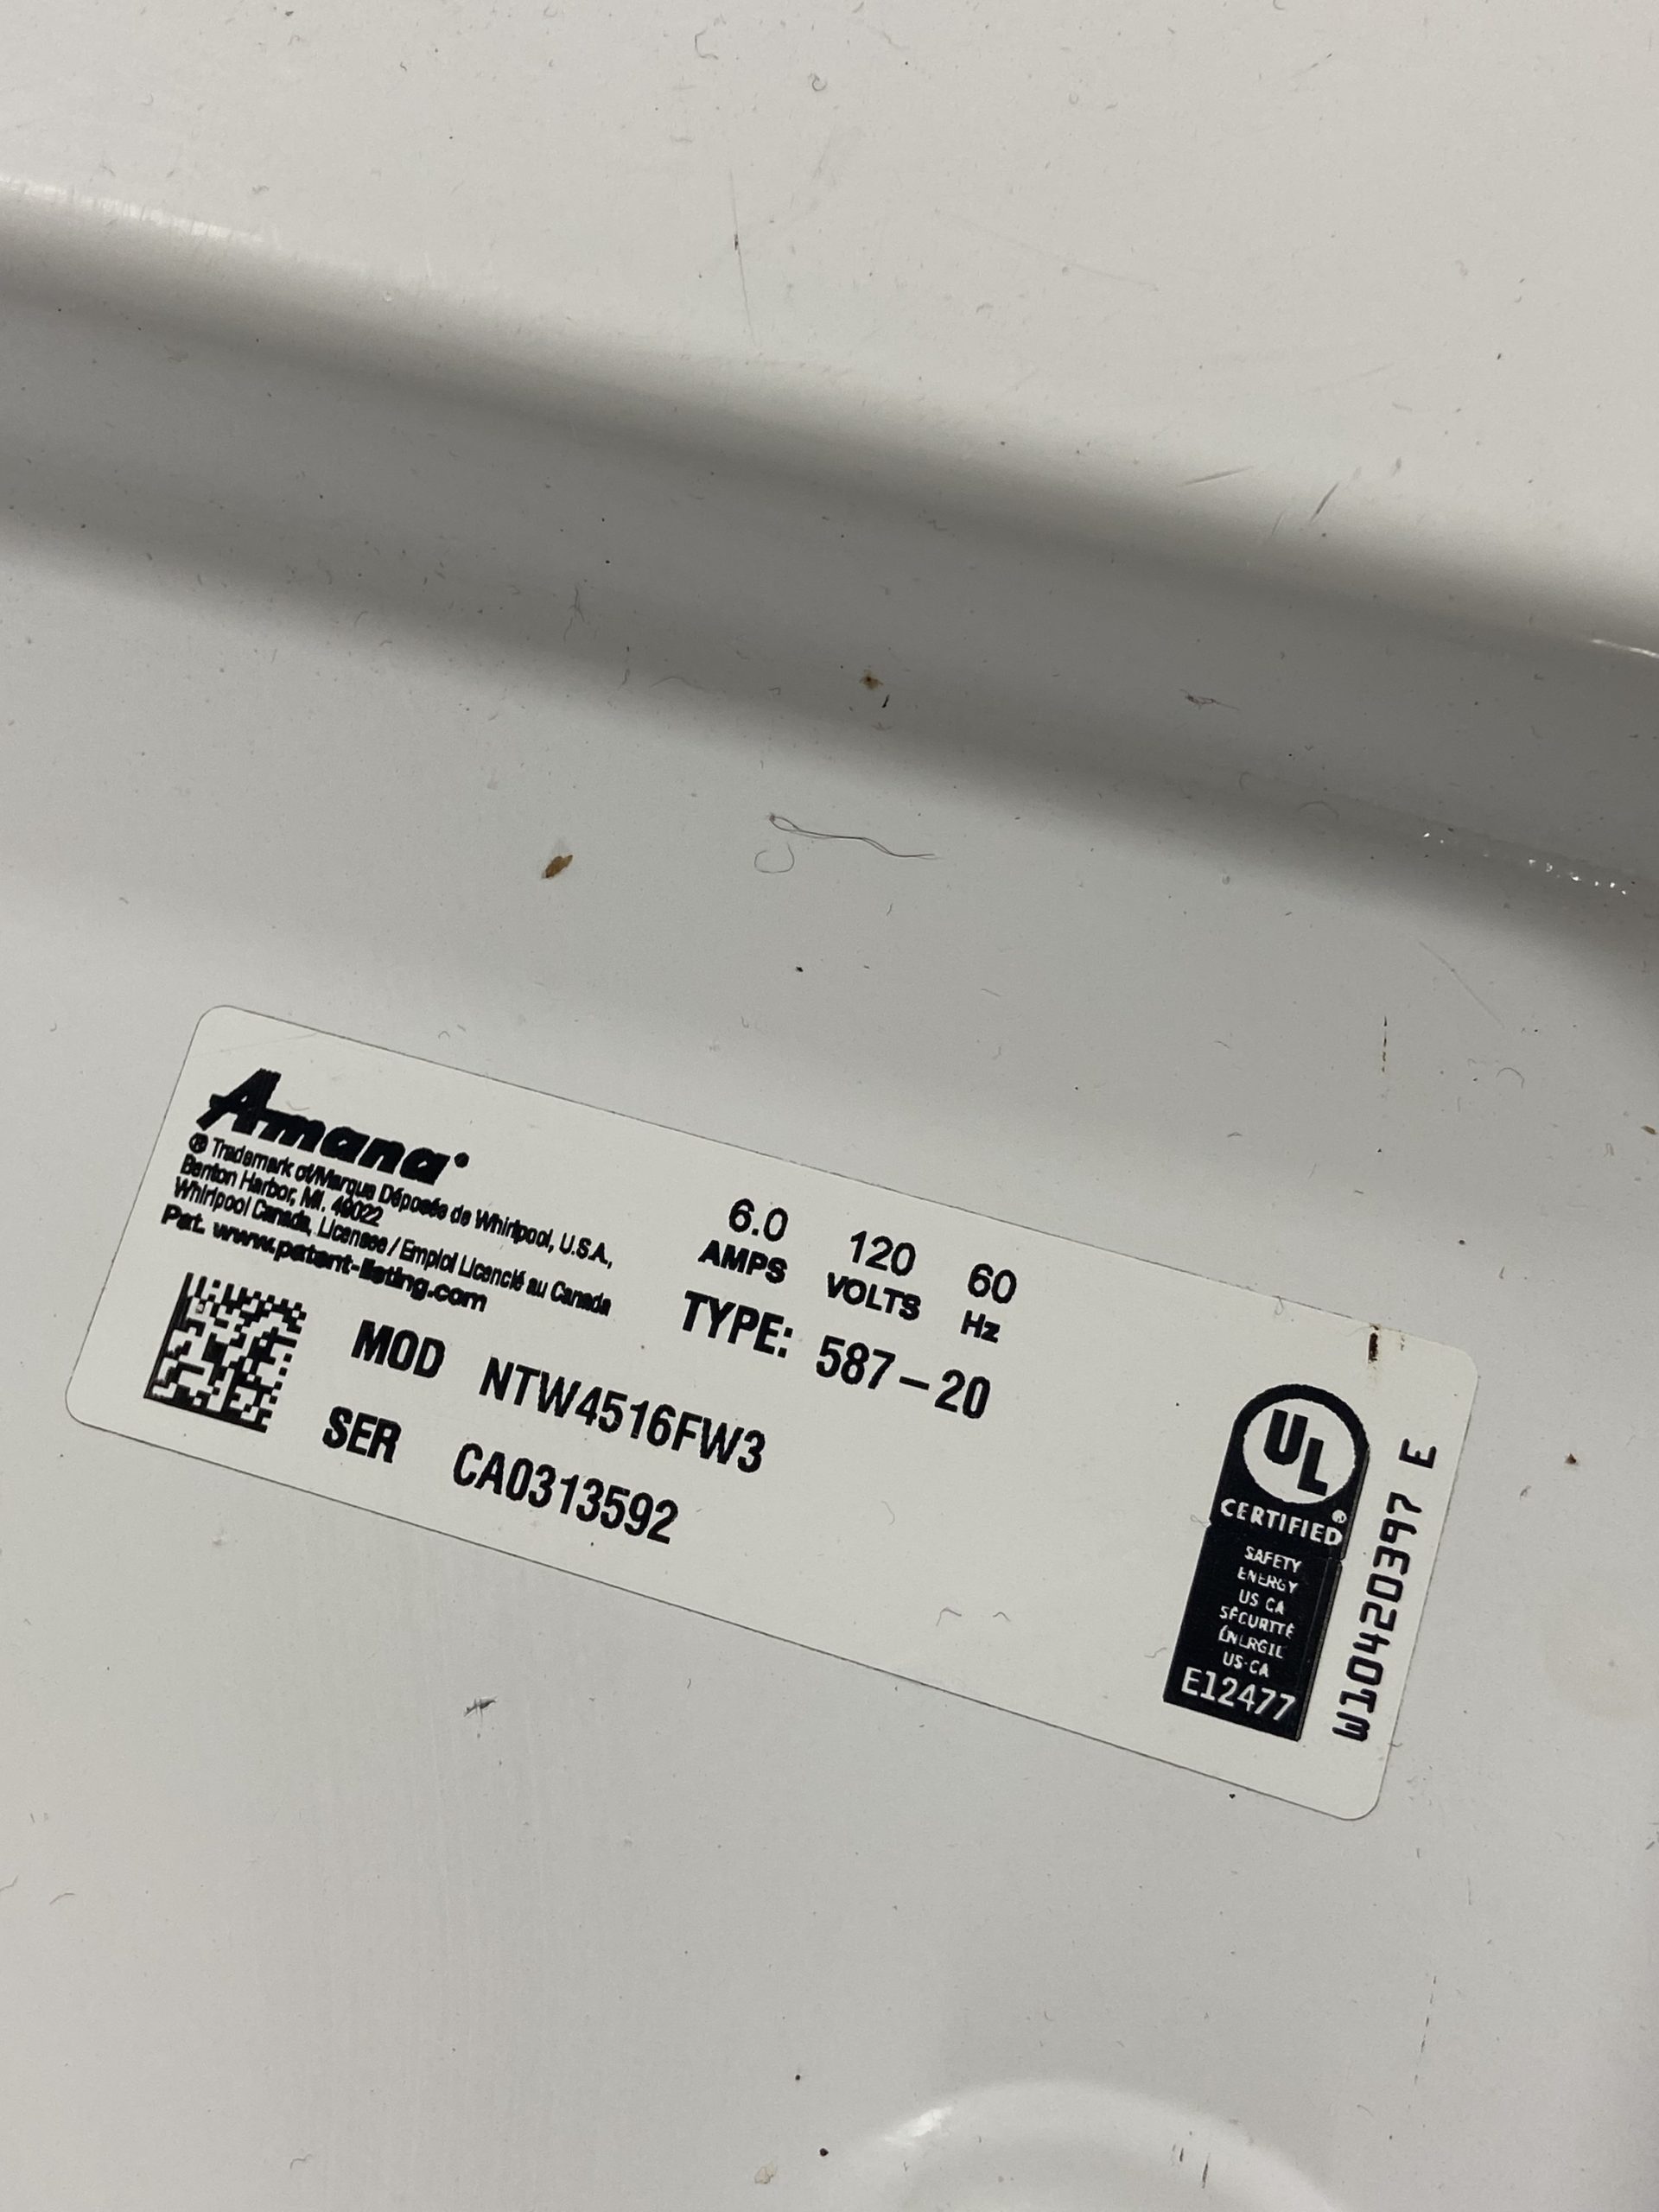 Amana®
® Trademark of/Marque Déposée de Whirlpool, U.S.A.,
Benton Harbor, MI. 49022
Whirlpool Canada, Licensee / Emploi Licencié au Canada
Pat. www.patent-listing.com
6.0 120 60
AMPS VOLTS Hz
TYPE: 587-20
MOD NTW4516FW3
SER CA0313592
UL®
CERTIFIED
SAFETY
ENERGY
US CA
SÉCURITÉ
ÉNERGIE
US-CA
E12477
W10420397 E